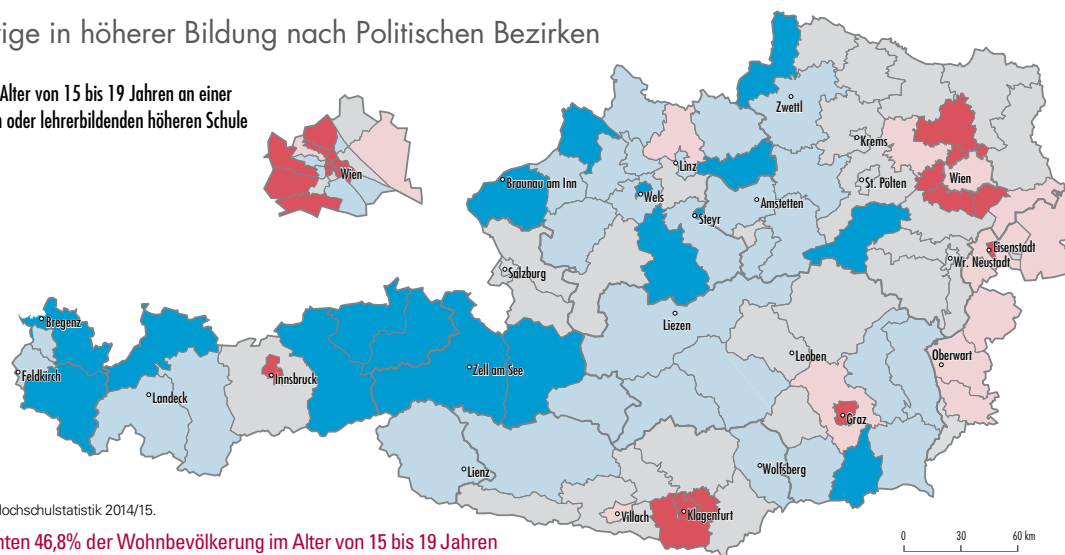 ige in höherer Bildung nach Politischen Bezirken
Alter von 15 bis 19 Jahren an einer
oder lehrerbildenden höheren Schule
Wien
Zwettl
Krems
Linz
Braunau am Inn
Wels
St. Pölten
Wien
Amstetten
Steyr
Eisenstadt
Wr. Neustadt
Salzburg
Liezen
Bregenz
Oberwart
Leoben
Zell am See
Feldkirch
Innsbruck
Landeck
Graz
Lienz
Wolfsberg
Hochschulstatistik 2014/15.
Villach
Klagenfurt
nten 46,8% der Wohnbevölkerung im Alter von 15 bis 19 Jahren
0 30 60 km